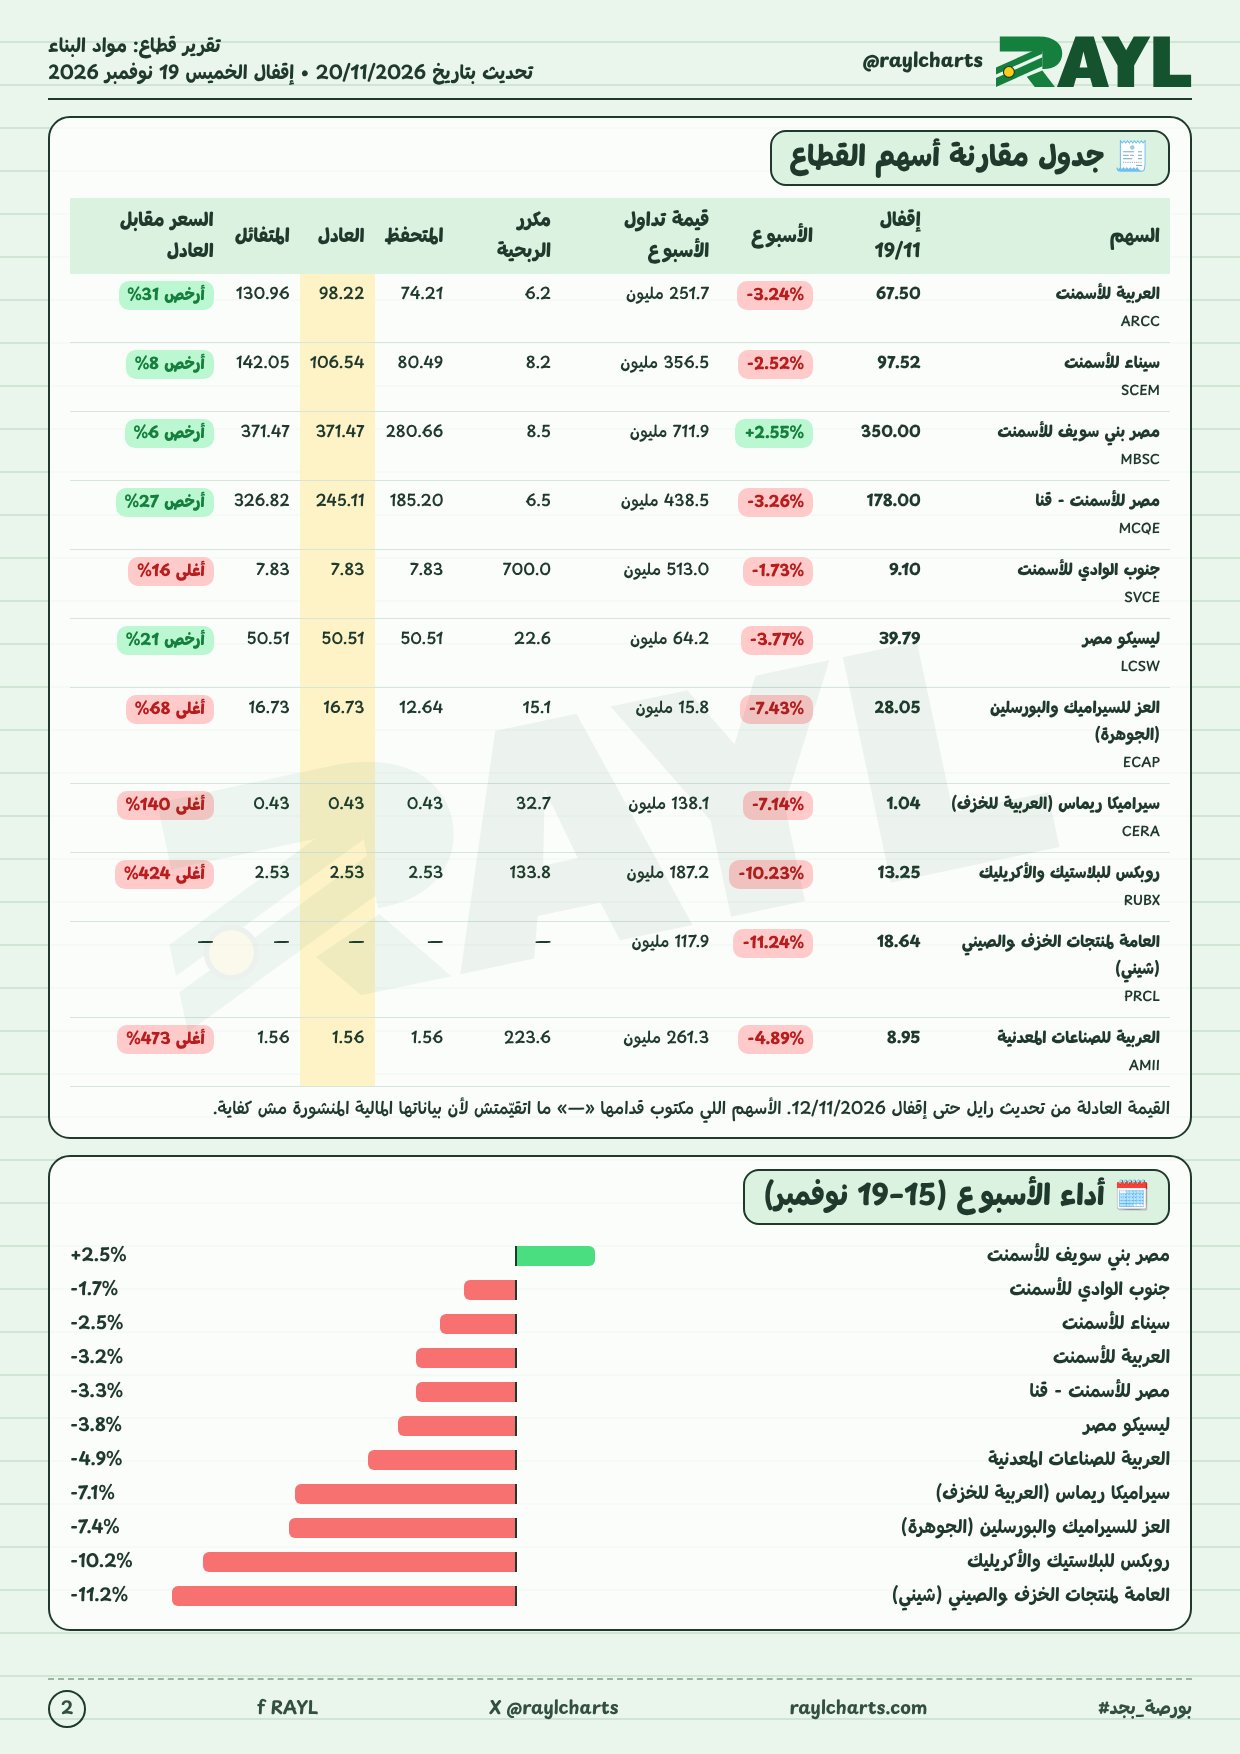 RAYL
@raylcharts
تقرير قطاع: مواد البناء
تحديث بتاريخ 20/11/2026 • إقفال الخميس 19 نوفمبر 2026
جدول مقارنة أسهم القطاع
السهم إقفال 19/11 الأسبوع قيمة تداول الأسبوع مكرر الربحية المتحفظ العادل المتفائل السعر مقابل العادل
العربية للأسمنت 67.50 -3.24% 251.7 مليون 6.2 74.21 98.22 130.96 أرخص 31%
ARCC
سيناء للأسمنت 97.52 -2.52% 356.5 مليون 8.2 80.49 106.54 142.05 أرخص 8%
SCEM
مصر بني سويف للأسمنت 350.00 +2.55% 711.9 مليون 8.5 280.66 371.47 371.47 أرخص 6%
MBSC
مصر للأسمنت - قنا 178.00 -3.26% 438.5 مليون 6.5 185.20 245.11 326.82 أرخص 27%
MCQE
جنوب الوادي للأسمنت 9.10 -1.73% 513.0 مليون 700.0 7.83 7.83 7.83 أغلى 16%
SVCE
ليسيكو مصر 39.79 -3.77% 64.2 مليون 22.6 50.51 50.51 50.51 أرخص 21%
LCSW
العز للسيراميك والبورسلين 28.05 -7.43% 15.8 مليون 15.1 12.64 16.73 16.73 أغلى 68%
(الجوهرة)
ECAP
سيراميكا ريماس (العربية للخزف) 1.04 -7.14% 138.1 مليون 32.7 0.43 0.43 0.43 أغلى 140%
CERA
روبكس للبلاستيك والأكريليك 13.25 -10.23% 187.2 مليون 133.8 2.53 2.53 2.53 أغلى 424%
RUBX
العامة لمنتجات الخزف والصيني 18.64 -11.24% 117.9 مليون — — — — —
(شيني)
PRCL
العربية للصناعات المعدنية 8.95 -4.89% 261.3 مليون 223.6 1.56 1.56 1.56 أغلى 473%
AMII
القيمة العادلة من تحديث رايل حتى إقفال 12/11/2026. الأسهم اللي مكتوب قدامها «—» ما اتقيّمتش لأن بياناتها المالية المنشورة مش كفاية.
RAYL
أداء الأسبوع (15–19 نوفمبر)
مصر بني سويف للأسمنت +2.5%
جنوب الوادي للأسمنت -1.7%
سيناء للأسمنت -2.5%
العربية للأسمنت -3.2%
مصر للأسمنت - قنا -3.3%
ليسيكو مصر -3.8%
العربية للصناعات المعدنية -4.9%
سيراميكا ريماس (العربية للخزف) -7.1%
العز للسيراميك والبورسلين (الجوهرة) -7.4%
روبكس للبلاستيك والأكريليك -10.2%
العامة لمنتجات الخزف والصيني (شيني) -11.2%
#بورصة_بجد raylcharts.com X @raylcharts f RAYL 2